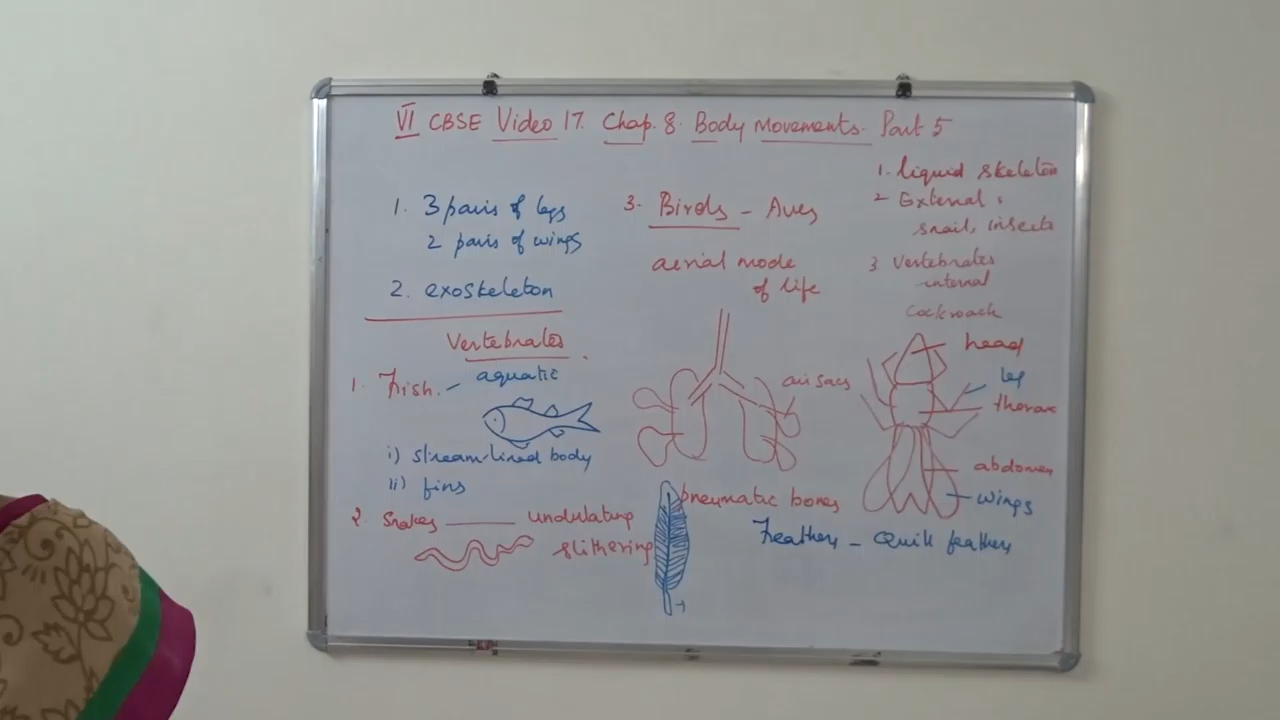 VI CBSE Video 17. Chap. 8. Body Movements. Part 5
1. 3 pairs of legs
2 pairs of wings
2. exoskeleton
Vertebrates
1. Fish. - aquatic
i) stream-lined body
ii) fins
2. Snakes — undulating
slithering
3. Birds - Aves
aerial mode
of life
air sacs
pneumatic bones
Feathers - Quill feathers
1. liquid skeleton
2 External :
snail, insects
3 Vertebrates
internal
Cockroach
head
leg
thorax
abdomen
wings